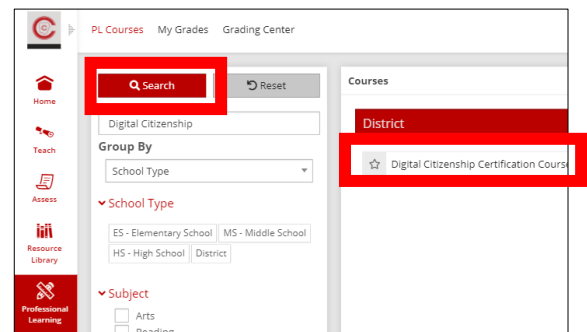 PL Courses My Grades Grading Center
Home
Teach
Assess
Resource
Library
Professional
Learning
Search Reset
Digital Citizenship
Group By
School Type
School Type
ES - Elementary School MS - Middle School
HS - High School District
Subject
Arts
Reading
Courses
District
Digital Citizenship Certification Course